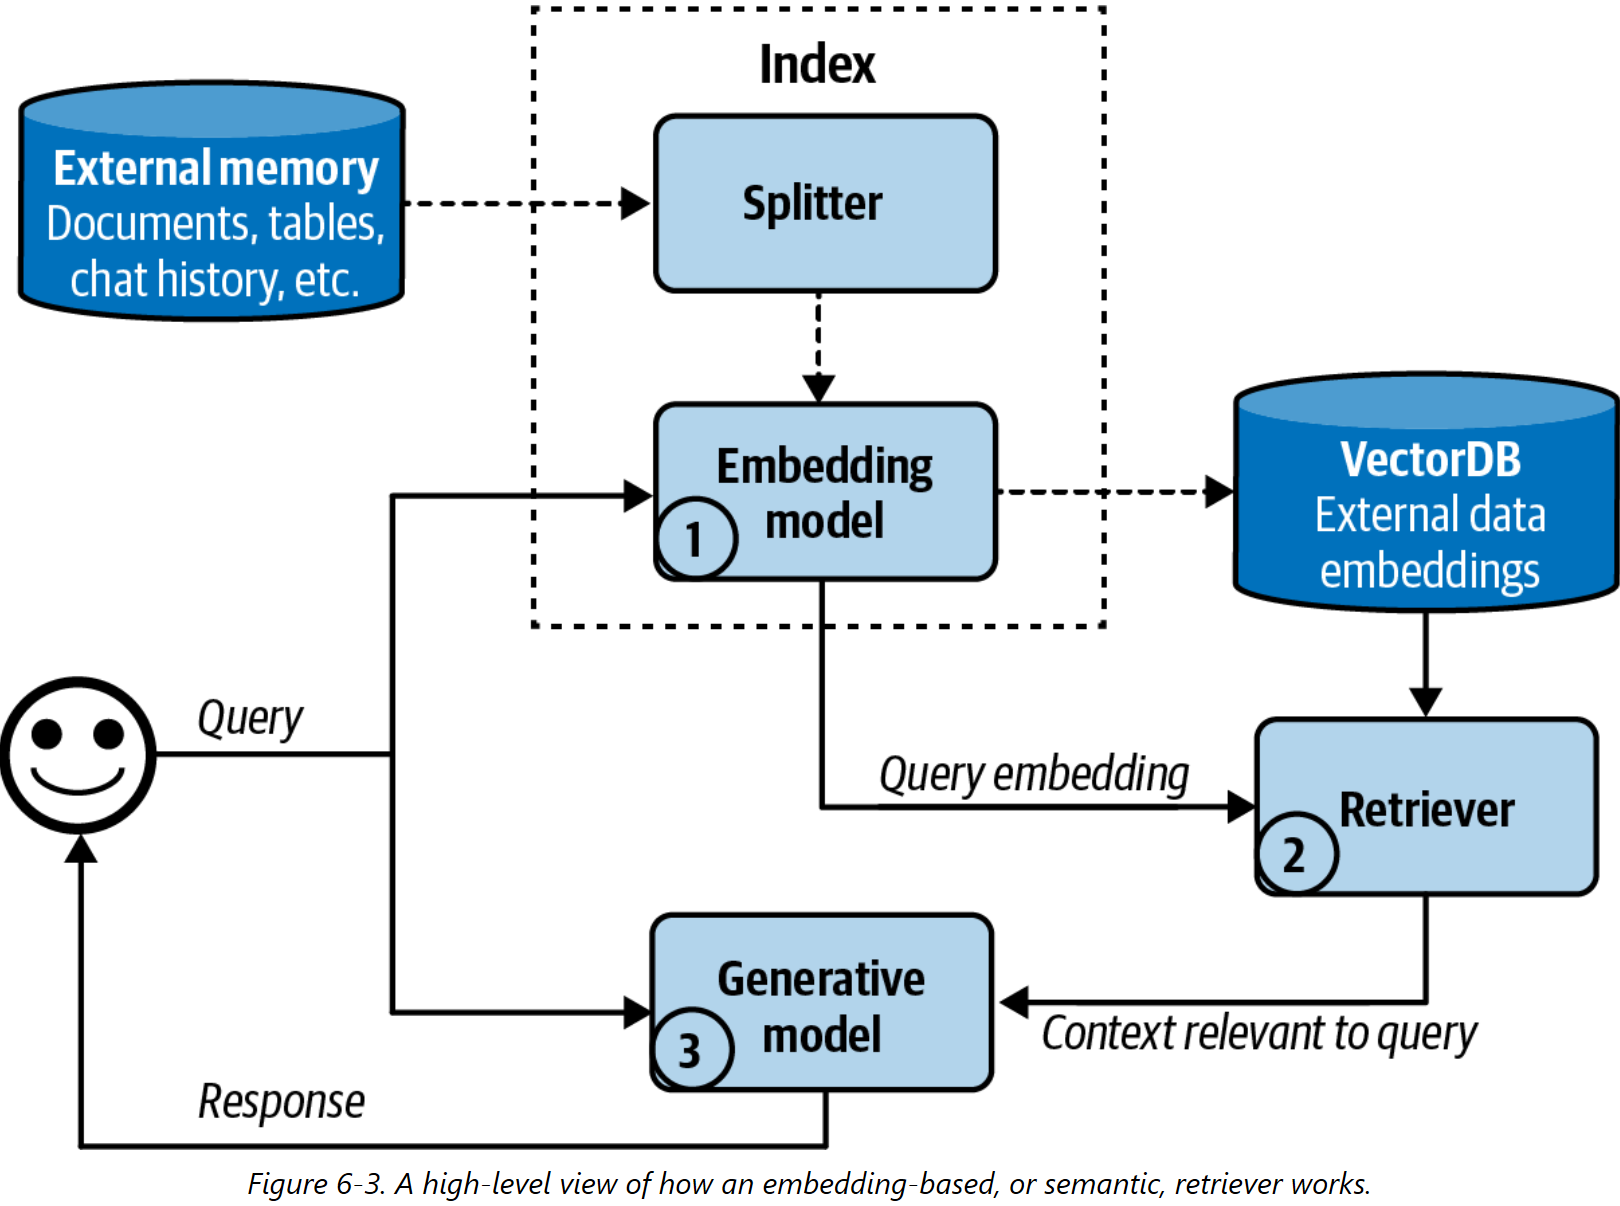 Index
External memory
Documents, tables,
chat history, etc.
Splitter
Embedding
model
1
VectorDB
External data
embeddings
Query
Query embedding
Retriever
2
Generative
model
3
Context relevant to query
Response
Figure 6-3. A high-level view of how an embedding-based, or semantic, retriever works.